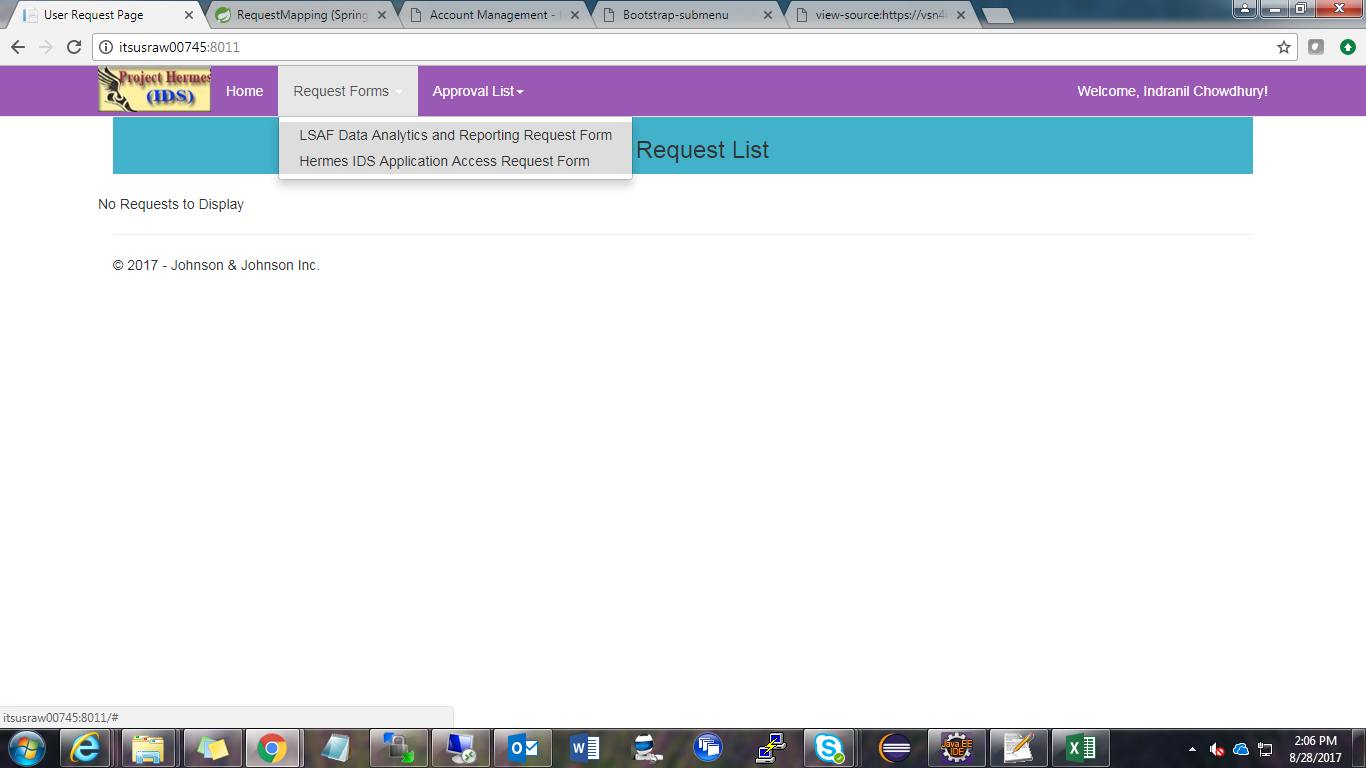 User Request Page
RequestMapping (Spring
Account Management -
Bootstrap-submenu
view-source:https://vsn4
itsusraw00745:8011
Project Hermes
(IDS)
Home
Request Forms
Approval List
Welcome, Indranil Chowdhury!
LSAF Data Analytics and Reporting Request Form
Hermes IDS Application Access Request Form
Request List
No Requests to Display
© 2017 - Johnson & Johnson Inc.
itsusraw00745:8011/#
Java EE
IDE
2:06 PM
8/28/2017